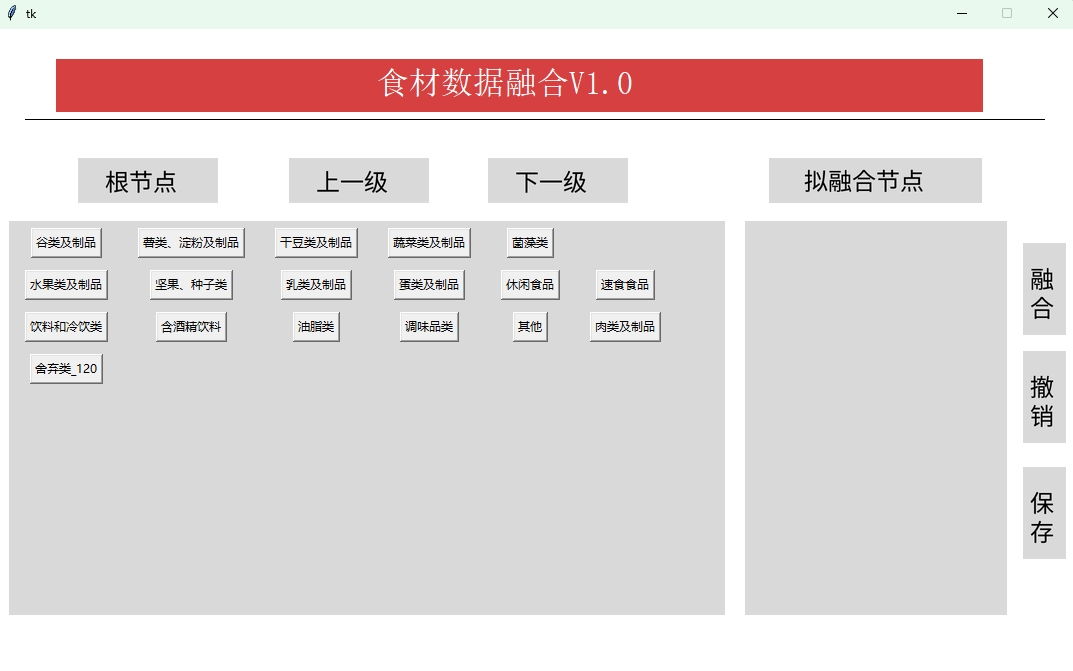 tk
食材数据融合V1.0
根节点 上一级 下一级 拟融合节点
谷类及制品 薯类、淀粉及制品 干豆类及制品 蔬菜类及制品 菌藻类
水果类及制品 坚果、种子类 乳类及制品 蛋类及制品 休闲食品 速食食品
饮料和冷饮类 含酒精饮料 油脂类 调味品类 其他 肉类及制品
舍弃类_120
融
合
撤
销
保
存